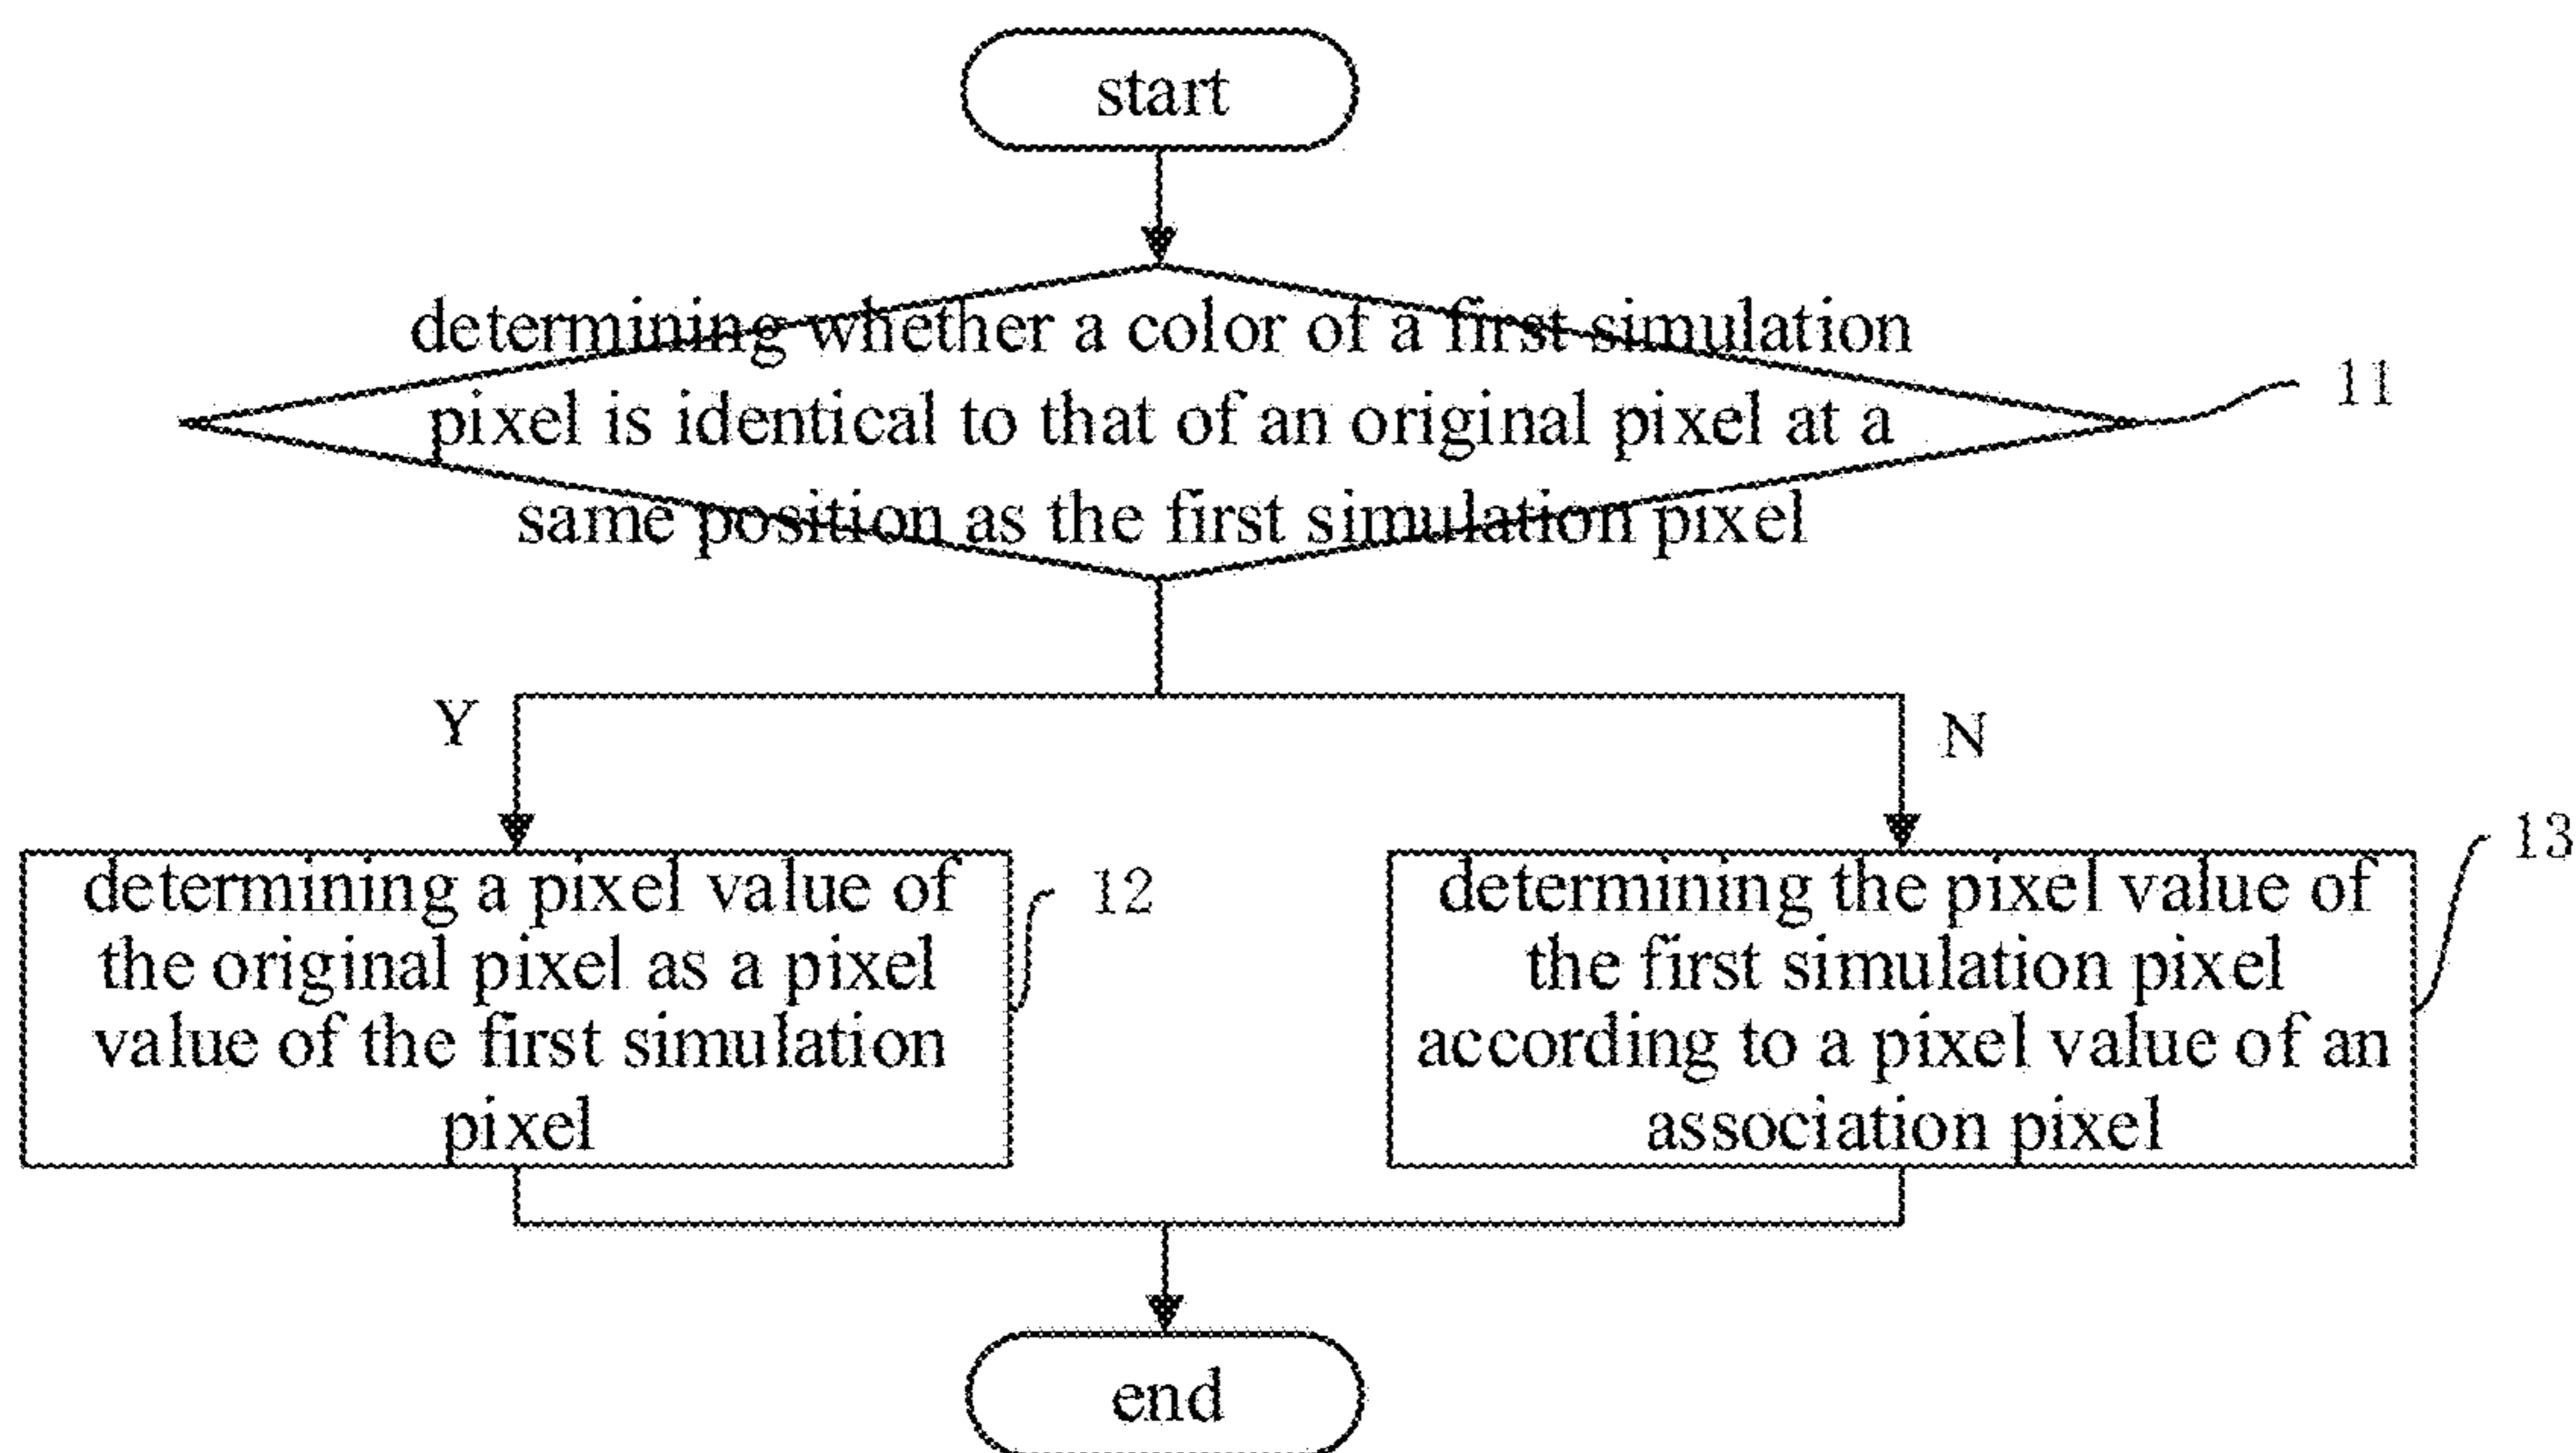 start
determining whether a color of a first simulation
pixel is identical to that of an original pixel at a
same position as the first simulation pixel
11
Y
N
determining a pixel value of
the original pixel as a pixel
value of the first simulation
pixel
12
determining the pixel value of
the first simulation pixel
according to a pixel value of an
association pixel
13
end